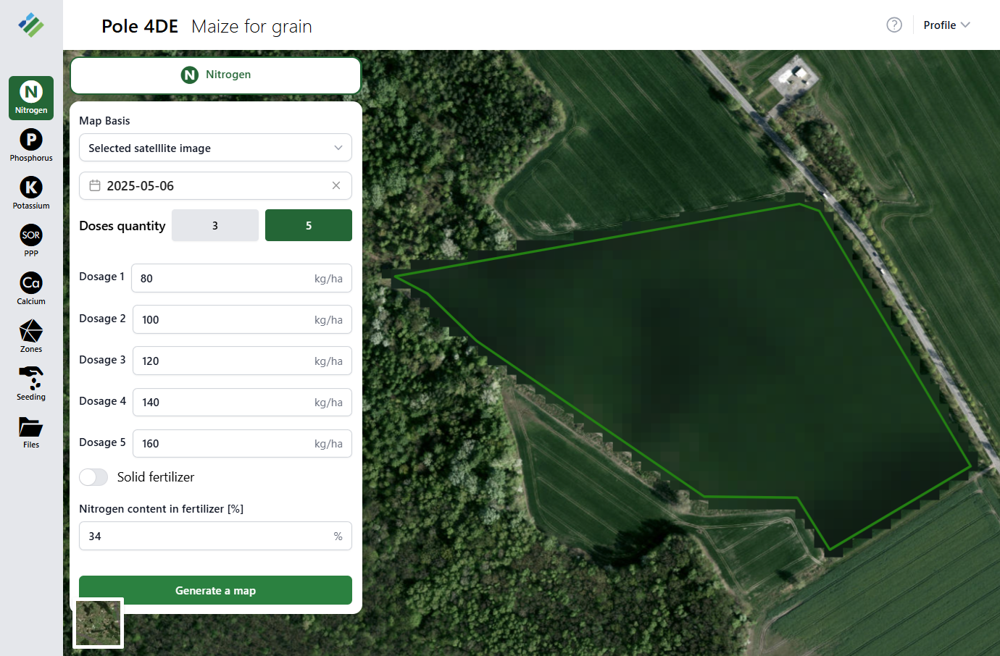 Pole 4DE Maize for grain
Profile
N Nitrogen
N
Nitrogen
P
Phosphorus
K
Potassium
SOR
PPP
Ca
Calcium
Zones
Seeding
Files
Map Basis
Selected satelllite image
2025-05-06
Doses quantity 3 5
Dosage 1 80 kg/ha
Dosage 2 100 kg/ha
Dosage 3 120 kg/ha
Dosage 4 140 kg/ha
Dosage 5 160 kg/ha
Solid fertilizer
Nitrogen content in fertilizer [%]
34 %
Generate a map